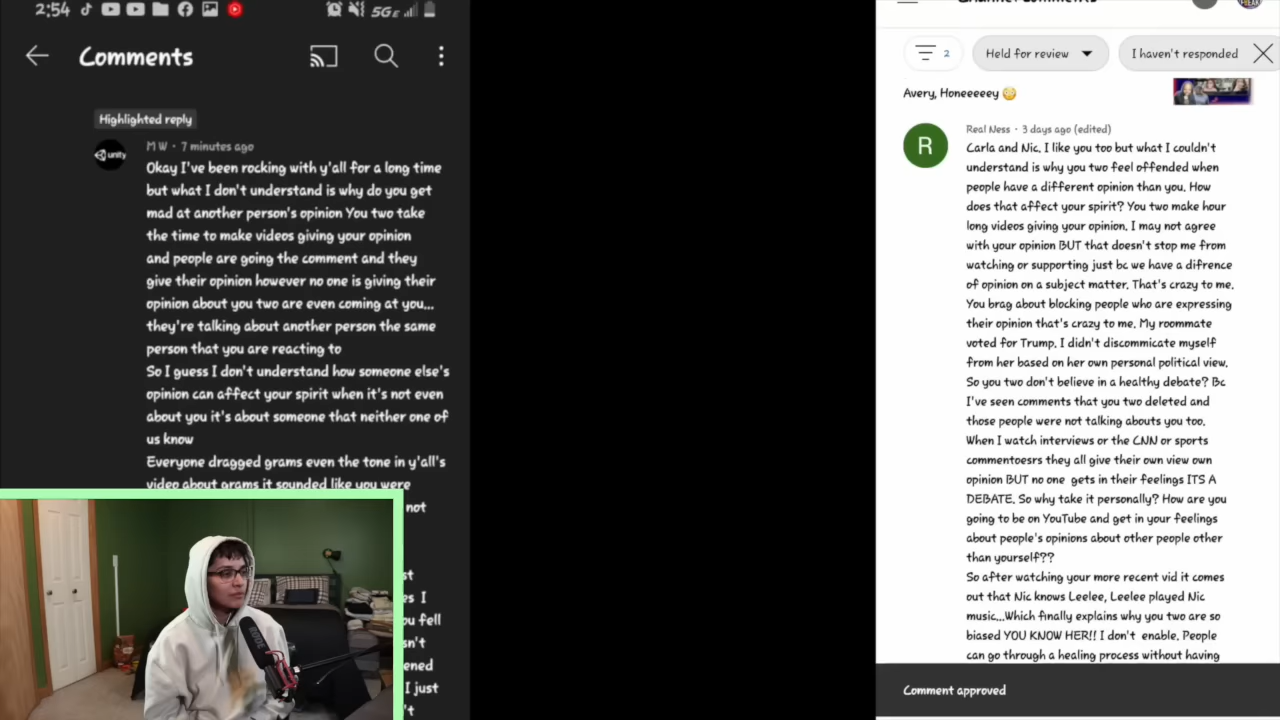 2:54
5GE
Comments
Highlighted reply
unity
M W · 7 minutes ago
Okay I've been rocking with y'all for a long time
but what I don't understand is why do you get
mad at another person's opinion You two take
the time to make videos giving your opinion
and people are going the comment and they
give their opinion however no one is giving their
opinion about you two are even coming at you...
they're talking about another person the same
person that you are reacting to
So I guess I don't understand how someone else's
opinion can affect your spirit when it's not even
about you it's about someone that neither one of
us know
Everyone dragged grams even the tone in y'all's
video about grams it sounded like you were
not
I
fell
I just
2
Held for review
I haven't responded
Avery, Honeeeeey 😳
R
Real Ness · 3 days ago (edited)
Carla and Nic. I like you too but what I couldn't
understand is why you two feel offended when
people have a different opinion than you. How
does that affect your spirit? You two make hour
long videos giving your opinion. I may not agree
with your opinion BUT that doesn't stop me from
watching or supporting just bc we have a difrence
of opinion on a subject matter. That's crazy to me.
You brag about blocking people who are expressing
their opinion that's crazy to me. My roommate
voted for Trump. I didn't discommicate myself
from her based on her own personal political view.
So you two don't believe in a healthy debate? Bc
I've seen comments that you two deleted and
those people were not talking abouts you too.
When I watch interviews or the CNN or sports
commentoesrs they all give their own view own
opinion BUT no one gets in their feelings ITS A
DEBATE. So why take it personally? How are you
going to be on YouTube and get in your feelings
about people's opinions about other people other
than yourself??
So after watching your more recent vid it comes
out that Nic knows Leelee, Leelee played Nic
music...Which finally explains why you two are so
biased YOU KNOW HER!! I don't enable. People
can go through a healing process without having
Comment approved